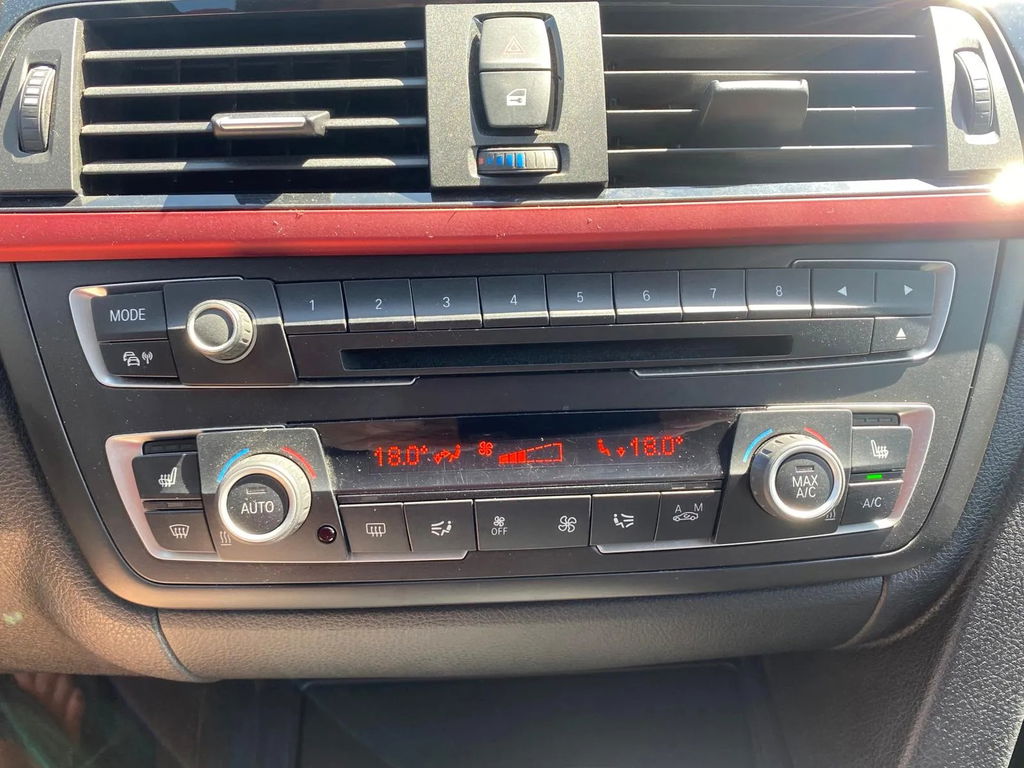 MODE 1 2 3 4 5 6 7 8
18.0° 18.0°
AUTO MAX
A/C
A/C
OFF A M